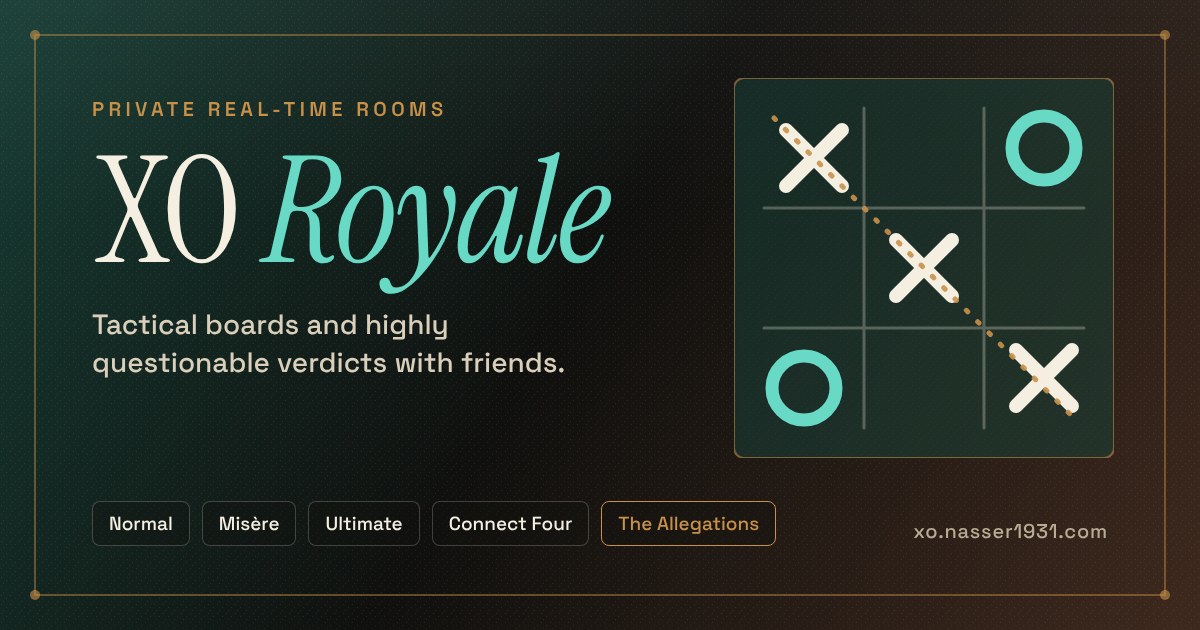 PRIVATE REAL-TIME ROOMS
XO Royale
Tactical boards and highly
questionable verdicts with friends.
Normal
Misère
Ultimate
Connect Four
The Allegations
xo.nasser1931.com